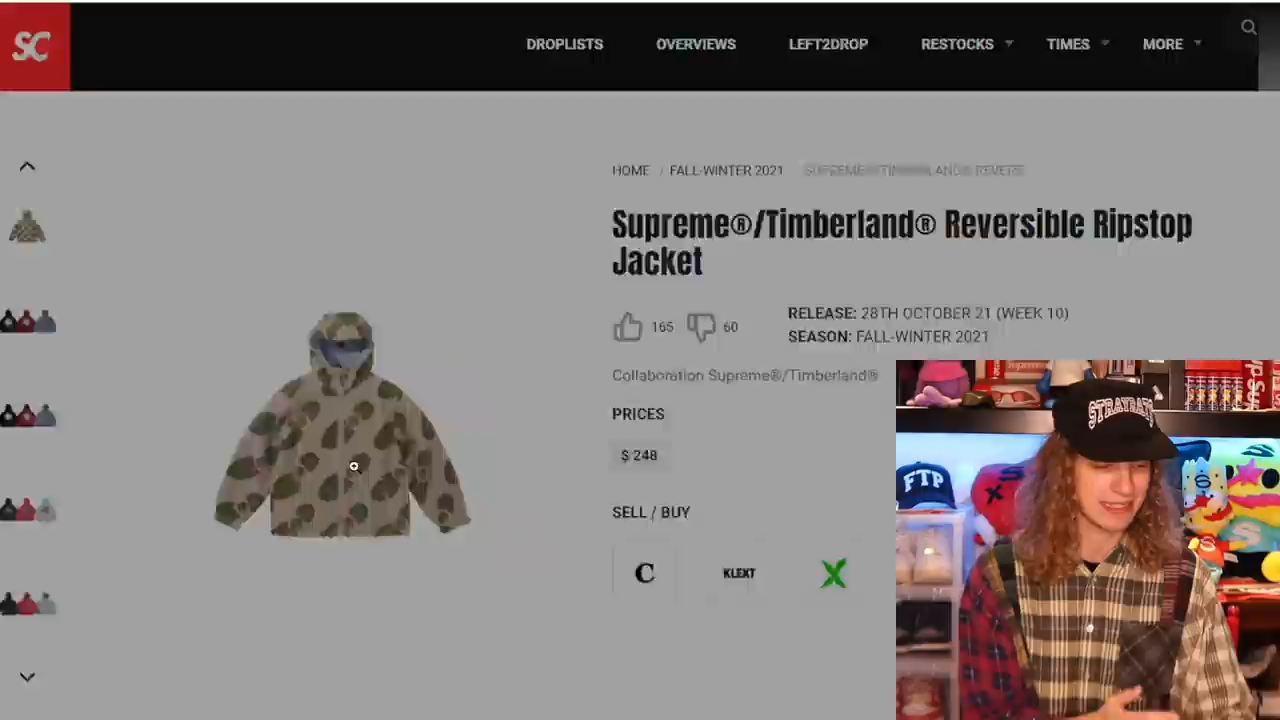 SC
DROPLISTS
OVERVIEWS
LEFT2DROP
RESTOCKS
TIMES
MORE
HOME / FALL-WINTER 2021
Supreme®/Timberland® Reversible Ripstop
Jacket
165
60
RELEASE: 28TH OCTOBER 21 (WEEK 10)
SEASON: FALL-WINTER 2021
Collaboration Supreme®/Timberland®
PRICES
$ 248
SELL / BUY
C
KLEKT
STRAYRATS
FTP